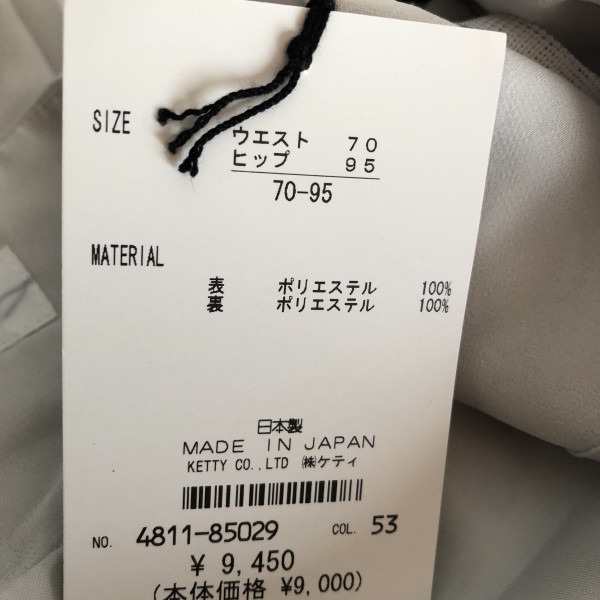 SIZE
ウエスト 70
ヒップ 95
70-95
MATERIAL
表 ポリエステル 100%
裏 ポリエステル 100%
日本製
MADE IN JAPAN
KETTY CO.,LTD ㈱ケティ
NO. 4811-85029 COL. 53
¥ 9,450
(本体価格 ¥9,000)